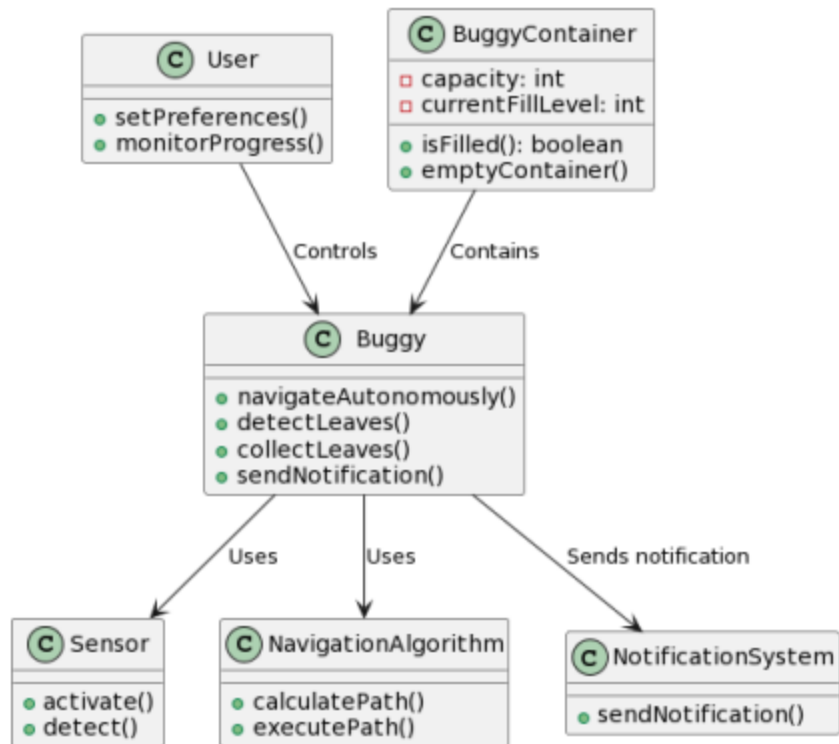 C User
+ setPreferences()
+ monitorProgress()
C BuggyContainer
capacity: int
currentFillLevel: int
isFilled(): boolean
emptyContainer()
Controls
Contains
C Buggy
navigateAutonomously()
detectLeaves()
collectLeaves()
sendNotification()
Uses
Uses
Sends notification
C Sensor
activate()
detect()
C NavigationAlgorithm
calculatePath()
executePath()
C NotificationSystem
sendNotification()